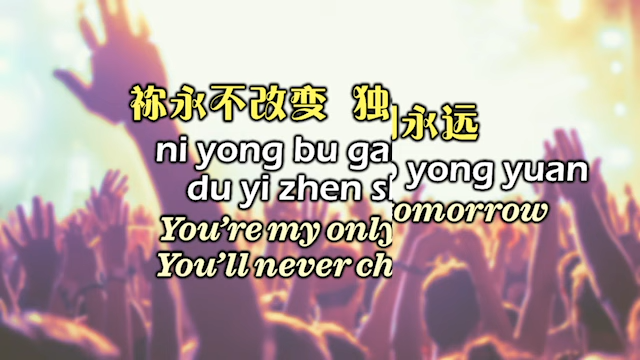 祢永不改变 独
ni yong bu ga
du yi zhen s
You're my only
You'll never ch
永远
yong yuan
omorrow